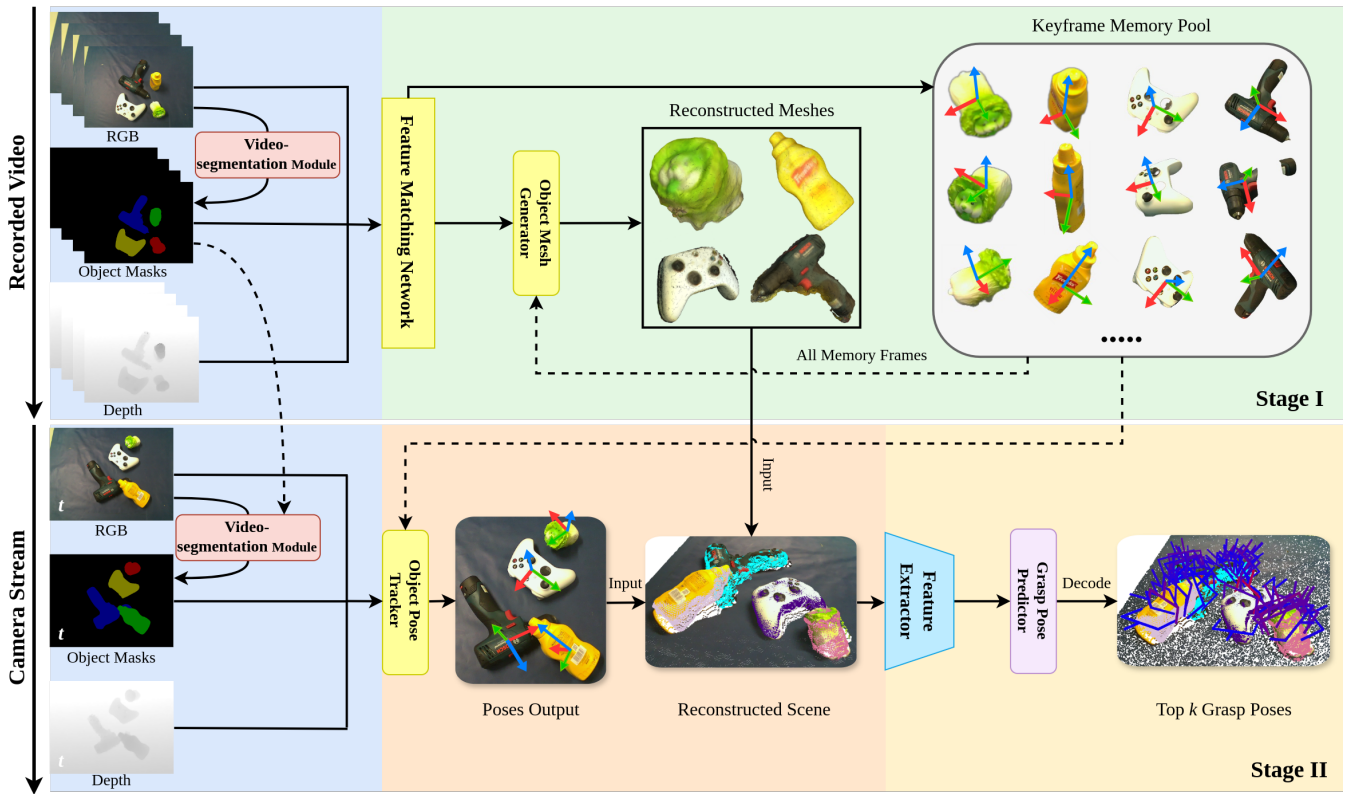 Recorded Video
RGB
Video-
segmentation Module
Object Masks
Depth
Feature Matching Network
Object Mesh
Generator
Reconstructed Meshes
Keyframe Memory Pool
All Memory Frames
Stage I
Camera Stream
t
RGB
Video-
segmentation Module
t
Object Masks
t
Depth
Object Pose
Tracker
Poses Output
Input
Input
Reconstructed Scene
Feature
Extractor
Grasp Pose
Predictor
Decode
Top k Grasp Poses
Stage II